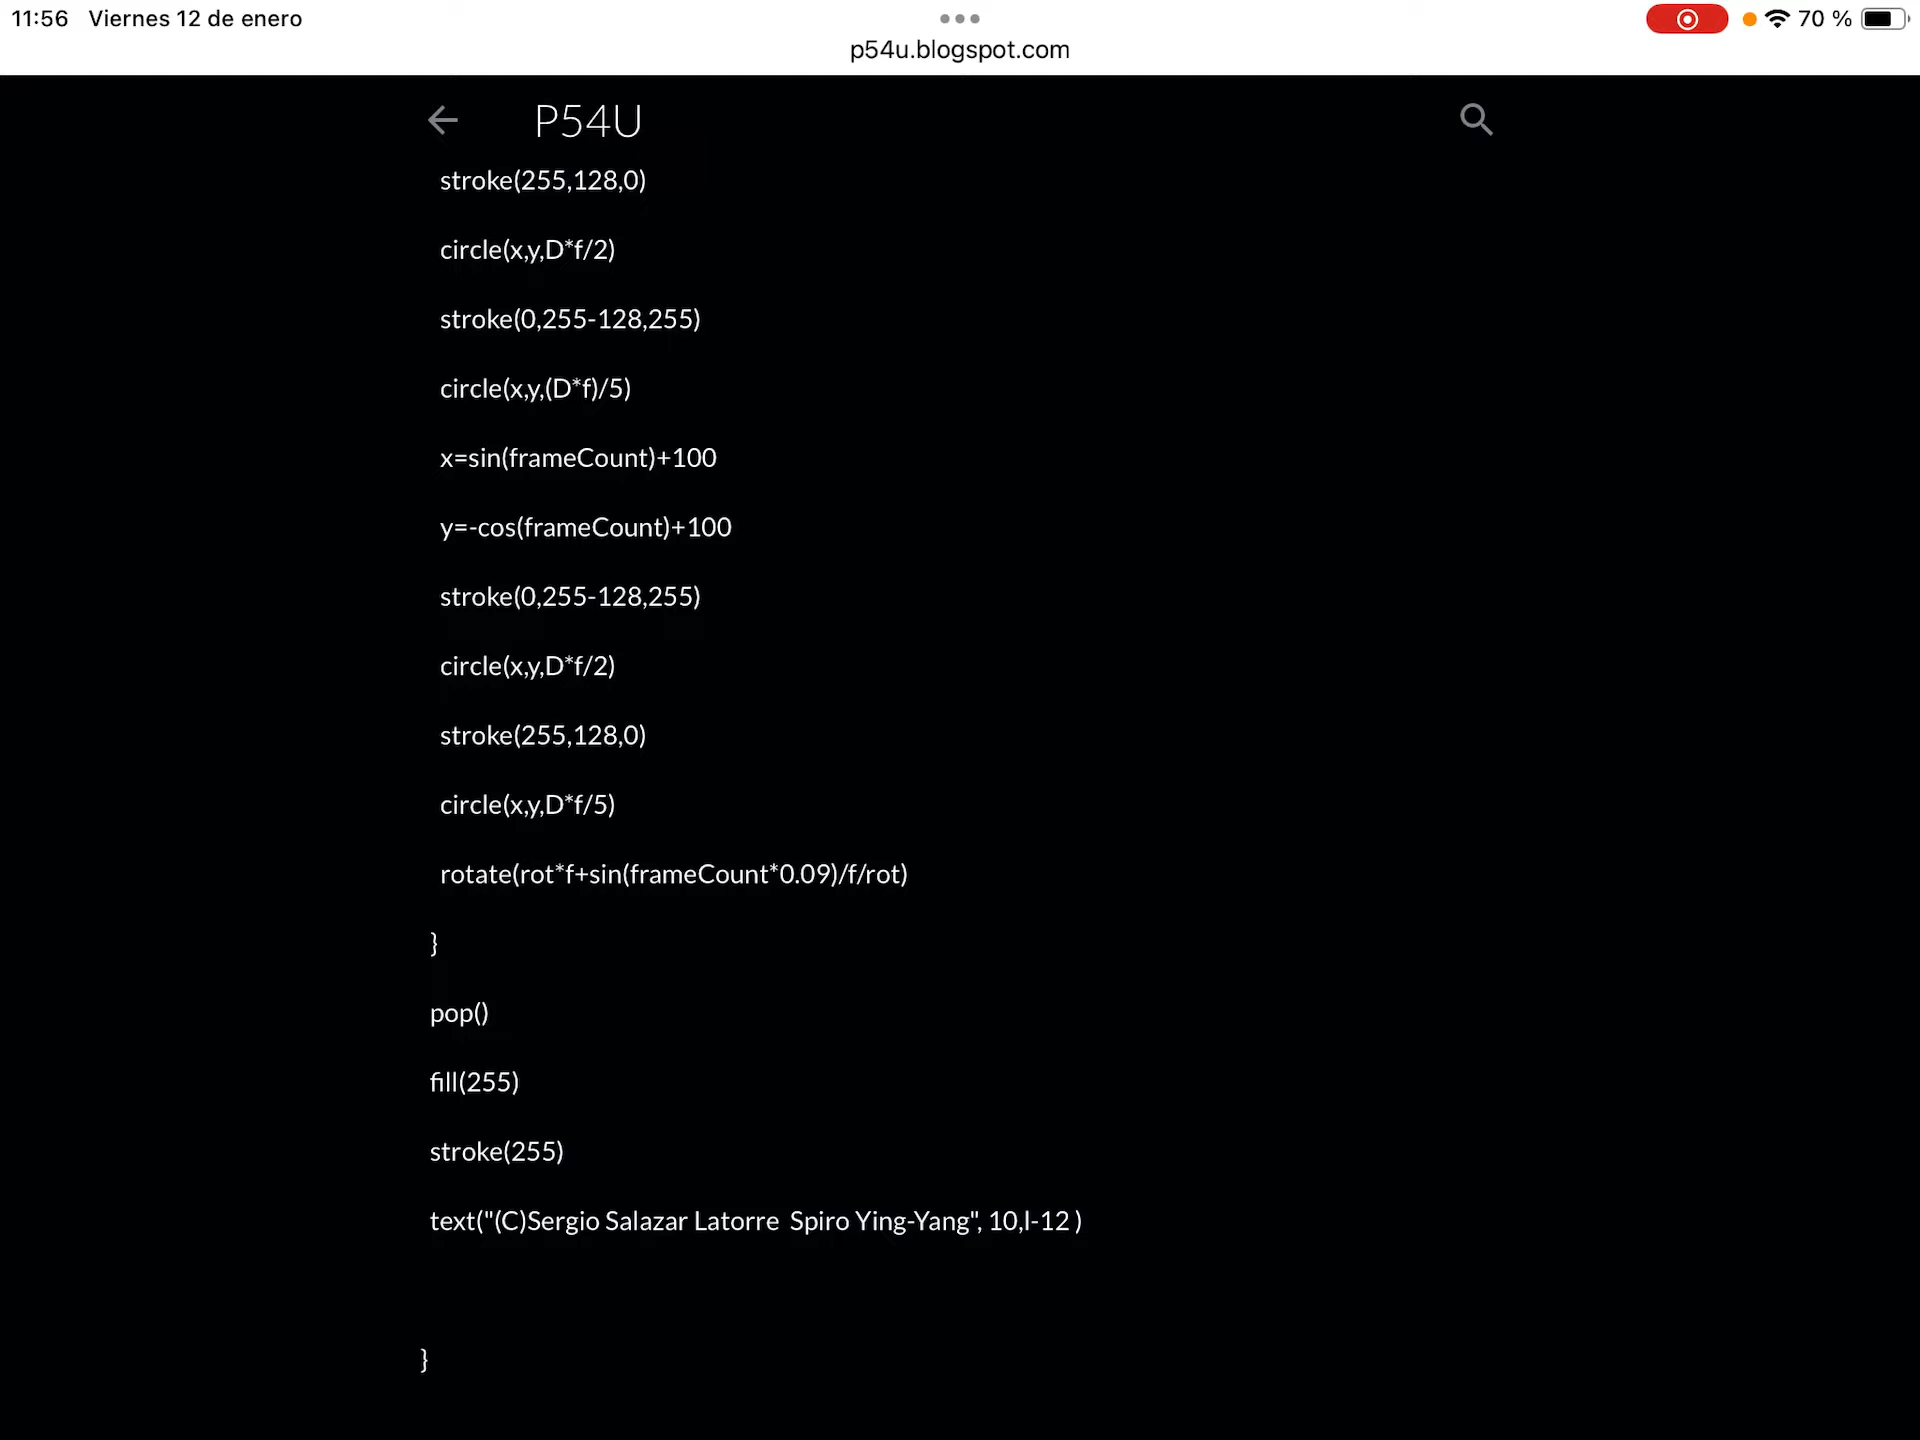 11:56 Viernes 12 de enero
70 %
p54u.blogspot.com
P54U
stroke(255,128,0)
circle(x,y,D*f/2)
stroke(0,255-128,255)
circle(x,y,(D*f)/5)
x=sin(frameCount)+100
y=-cos(frameCount)+100
stroke(0,255-128,255)
circle(x,y,D*f/2)
stroke(255,128,0)
circle(x,y,D*f/5)
rotate(rot*f+sin(frameCount*0.09)/f/rot)
}
pop()
fill(255)
stroke(255)
text("(C)Sergio Salazar Latorre  Spiro Ying-Yang", 10,l-12 )
}